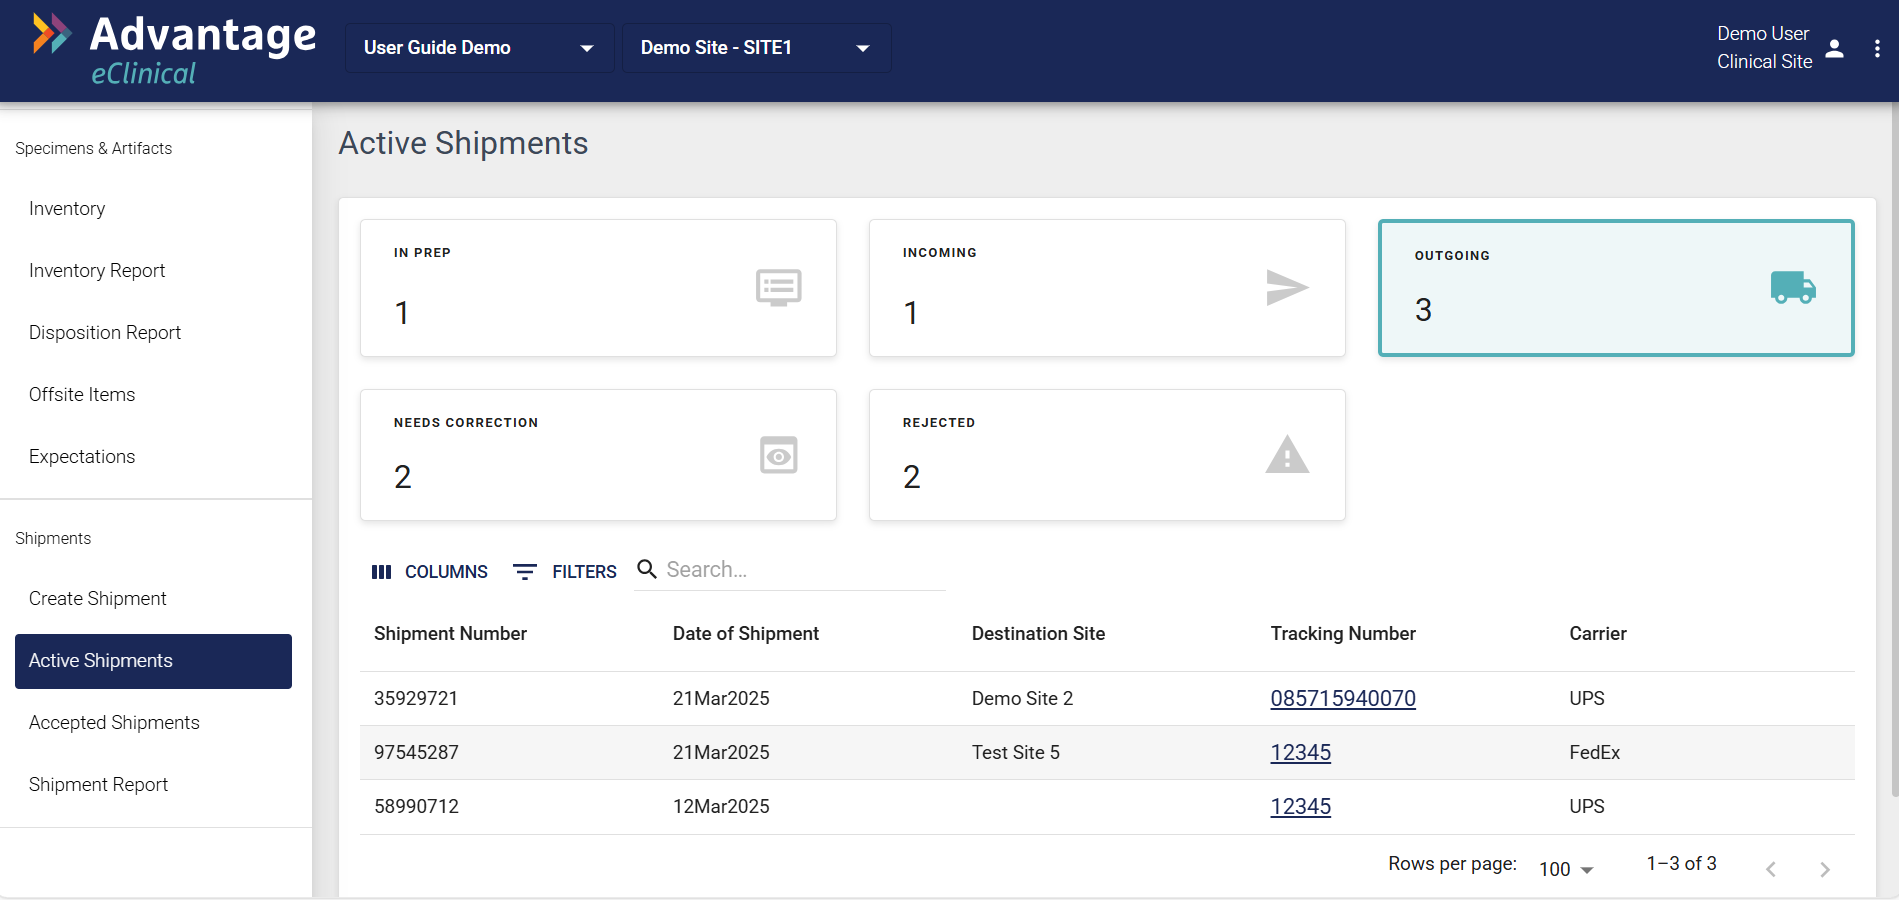 Advantage
eClinical
User Guide Demo
Demo Site - SITE1
Demo User
Clinical Site
Specimens & Artifacts
Inventory
Inventory Report
Disposition Report
Offsite Items
Expectations
Shipments
Create Shipment
Active Shipments
Accepted Shipments
Shipment Report
Active Shipments
IN PREP
1
INCOMING
1
OUTGOING
3
NEEDS CORRECTION
2
REJECTED
2
COLUMNS FILTERS Search...
Shipment Number Date of Shipment Destination Site Tracking Number Carrier
35929721 21Mar2025 Demo Site 2 085715940070 UPS
97545287 21Mar2025 Test Site 5 12345 FedEx
58990712 12Mar2025 12345 UPS
Rows per page: 100 1–3 of 3